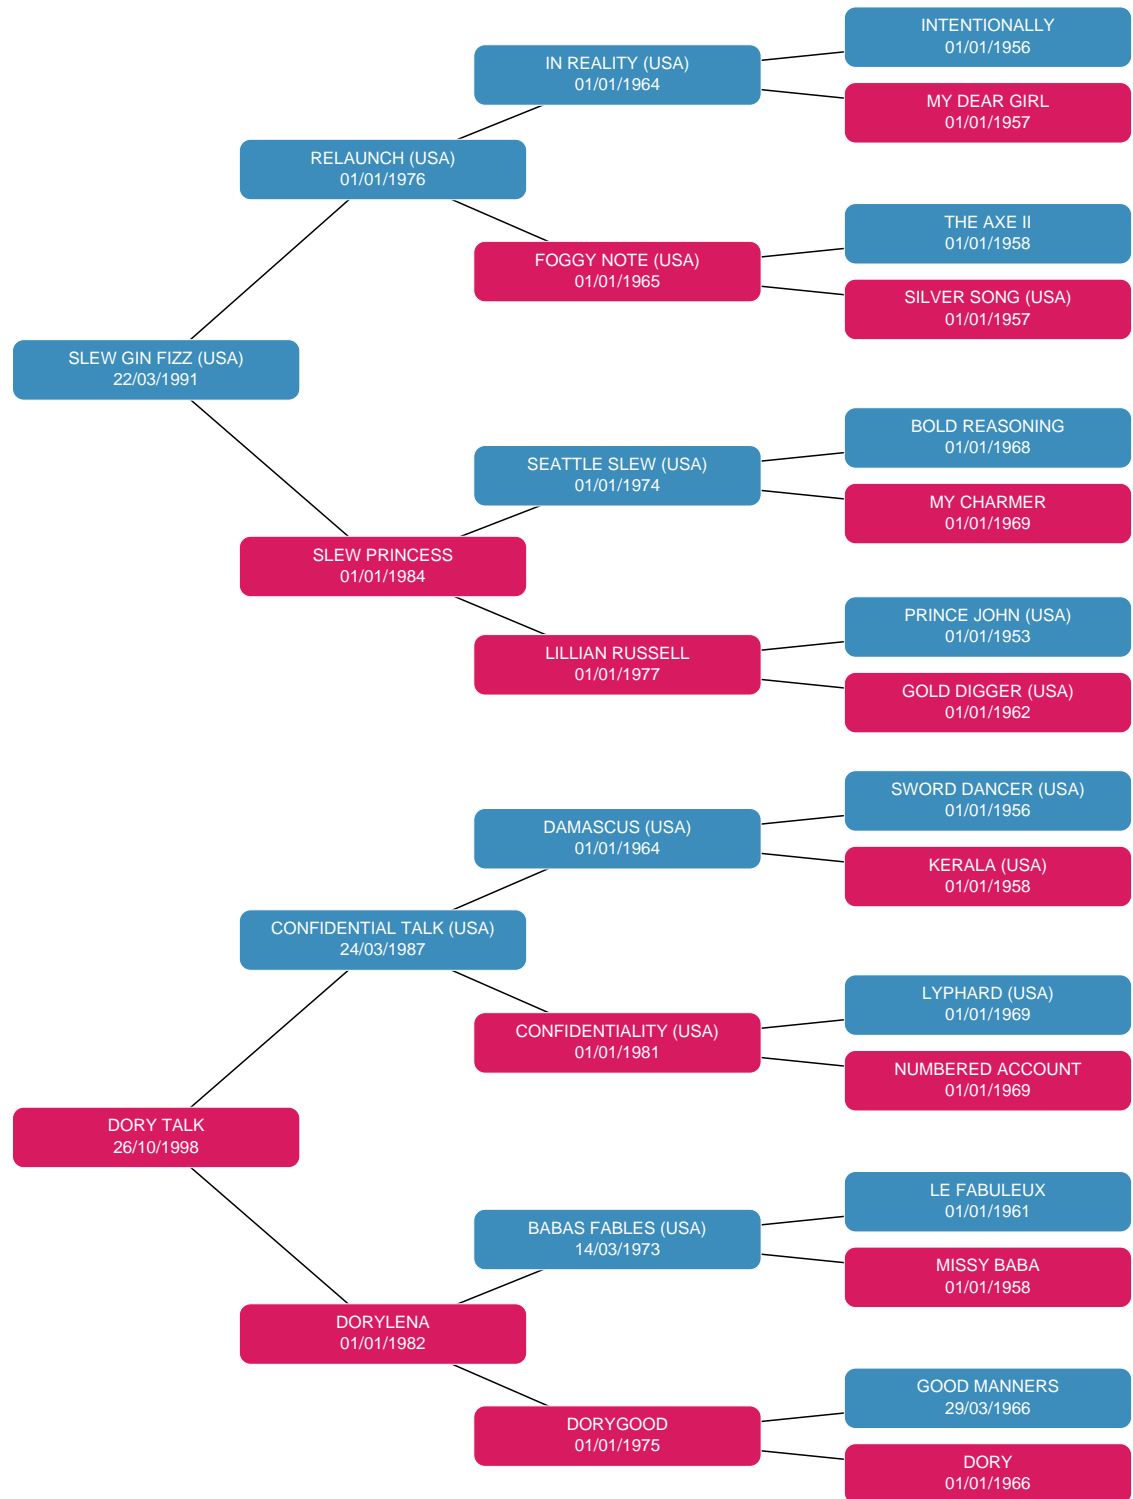 INTENTIONALLY
01/01/1956
IN REALITY (USA)
01/01/1964
MY DEAR GIRL
01/01/1957
RELAUNCH (USA)
01/01/1976
THE AXE II
01/01/1958
FOGGY NOTE (USA)
01/01/1965
SILVER SONG (USA)
01/01/1957
SLEW GIN FIZZ (USA)
22/03/1991
BOLD REASONING
01/01/1968
SEATTLE SLEW (USA)
01/01/1974
MY CHARMER
01/01/1969
SLEW PRINCESS
01/01/1984
PRINCE JOHN (USA)
01/01/1953
LILLIAN RUSSELL
01/01/1977
GOLD DIGGER (USA)
01/01/1962
SWORD DANCER (USA)
01/01/1956
DAMASCUS (USA)
01/01/1964
KERALA (USA)
01/01/1958
CONFIDENTIAL TALK (USA)
24/03/1987
LYPHARD (USA)
01/01/1969
CONFIDENTIALITY (USA)
01/01/1981
NUMBERED ACCOUNT
01/01/1969
DORY TALK
26/10/1998
LE FABULEUX
01/01/1961
BABAS FABLES (USA)
14/03/1973
MISSY BABA
01/01/1958
DORYLENA
01/01/1982
GOOD MANNERS
29/03/1966
DORYGOOD
01/01/1975
DORY
01/01/1966